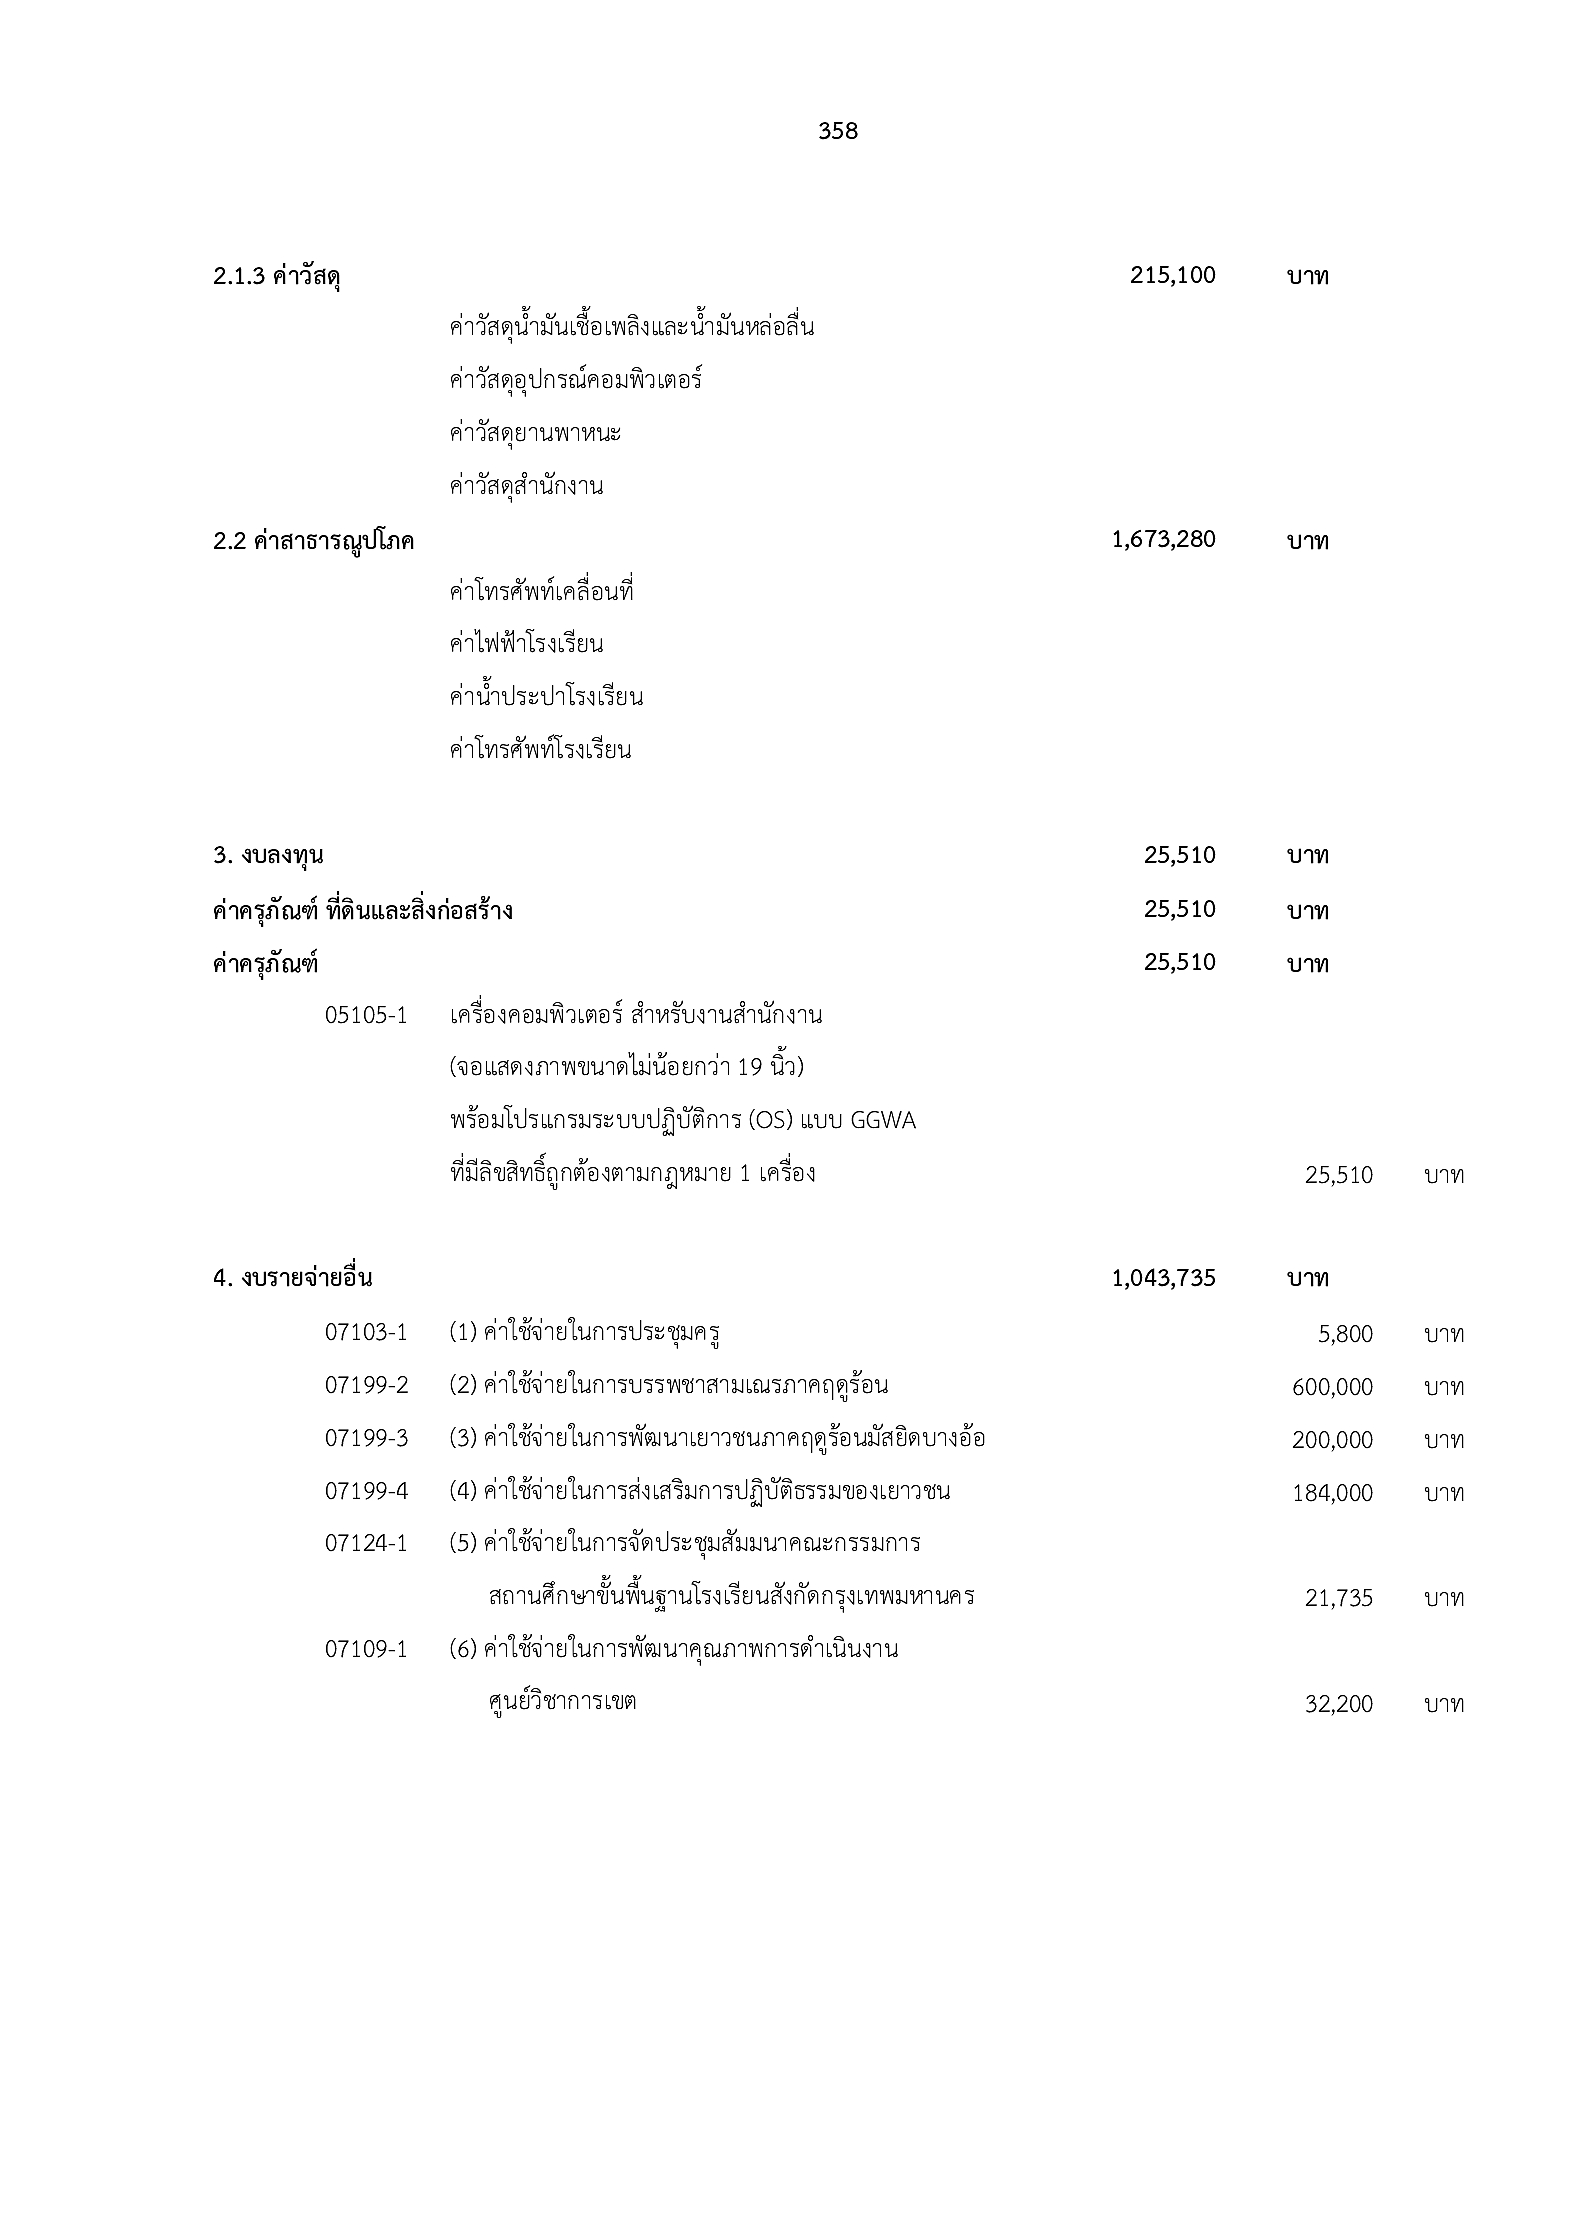 358
2.1.3 ค่าวัสดุ 215,100 บาท
ค่าวัสดุน้ำมันเชื้อเพลิงและน้ำมันหล่อลื่น
ค่าวัสดุอุปกรณ์คอมพิวเตอร์
ค่าวัสดุยานพาหนะ
ค่าวัสดุสำนักงาน
2.2 ค่าสาธารณูปโภค 1,673,280 บาท
ค่าโทรศัพท์เคลื่อนที่
ค่าไฟฟ้าโรงเรียน
ค่าน้ำประปาโรงเรียน
ค่าโทรศัพท์โรงเรียน
3. งบลงทุน 25,510 บาท
ค่าครุภัณฑ์ ที่ดินและสิ่งก่อสร้าง 25,510 บาท
ค่าครุภัณฑ์ 25,510 บาท
05105-1 เครื่องคอมพิวเตอร์ สำหรับงานสำนักงาน
(จอแสดงภาพขนาดไม่น้อยกว่า 19 นิ้ว)
พร้อมโปรแกรมระบบปฏิบัติการ (OS) แบบ GGWA
ที่มีลิขสิทธิ์ถูกต้องตามกฎหมาย 1 เครื่อง 25,510 บาท
4. งบรายจ่ายอื่น 1,043,735 บาท
07103-1 (1) ค่าใช้จ่ายในการประชุมครู 5,800 บาท
07199-2 (2) ค่าใช้จ่ายในการบรรพชาสามเณรภาคฤดูร้อน 600,000 บาท
07199-3 (3) ค่าใช้จ่ายในการพัฒนาเยาวชนภาคฤดูร้อนมัสยิดบางอ้อ 200,000 บาท
07199-4 (4) ค่าใช้จ่ายในการส่งเสริมการปฏิบัติธรรมของเยาวชน 184,000 บาท
07124-1 (5) ค่าใช้จ่ายในการจัดประชุมสัมมนาคณะกรรมการ
สถานศึกษาขั้นพื้นฐานโรงเรียนสังกัดกรุงเทพมหานคร 21,735 บาท
07109-1 (6) ค่าใช้จ่ายในการพัฒนาคุณภาพการดำเนินงาน
ศูนย์วิชาการเขต 32,200 บาท